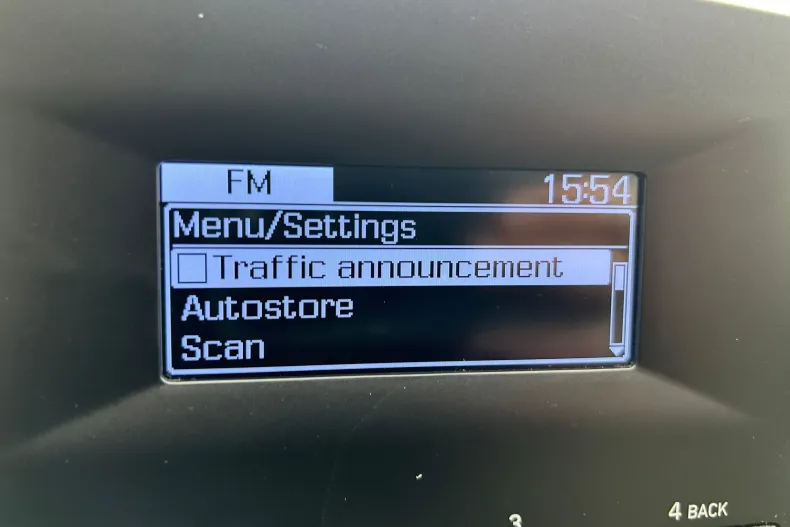 FM 15:54
Menu/Settings
Traffic announcement
Autostore
Scan
3 4 BACK